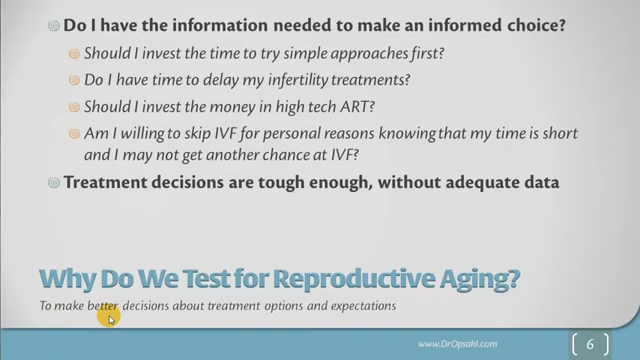 Do I have the information needed to make an informed choice?
Should I invest the time to try simple approaches first?
Do I have time to delay my infertility treatments?
Should I invest the money in high tech ART?
Am I willing to skip IVF for personal reasons knowing that my time is short
and I may not get another chance at IVF?
Treatment decisions are tough enough, without adequate data
Why Do We Test for Reproductive Aging?
To make better decisions about treatment options and expectations
www.DrOpsahl.com
6